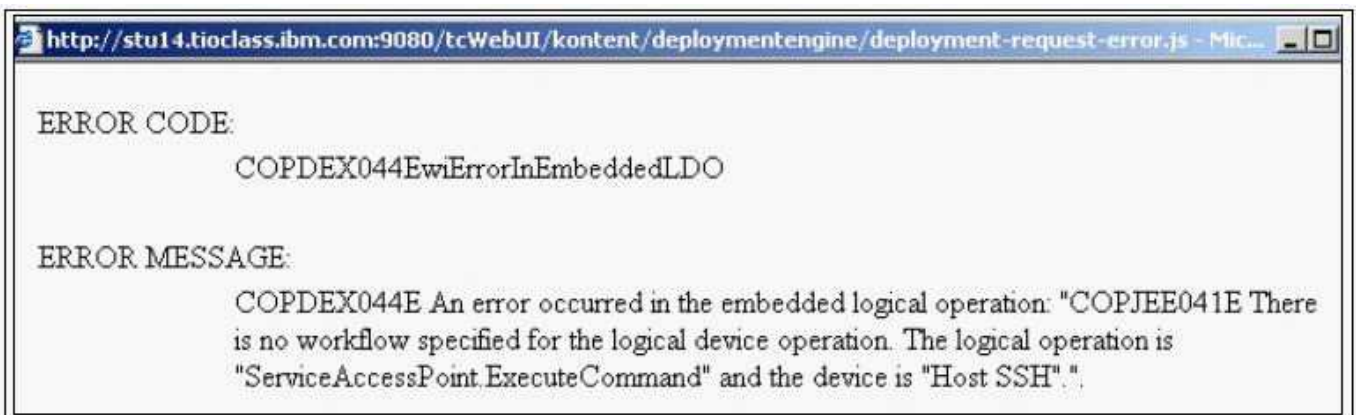 http://stu14.tioclass.ibm.com:9080/tcWebUI/kontent/deploymentengine/deployment-request-error.js - Mic...
ERROR CODE:
COPDEX044EwiErrorInEmbeddedLDO
ERROR MESSAGE:
COPDEX044E An error occurred in the embedded logical operation: "COPJEE041E There
is no workflow specified for the logical device operation. The logical operation is
"ServiceAccessPoint.ExecuteCommand" and the device is "Host SSH".".